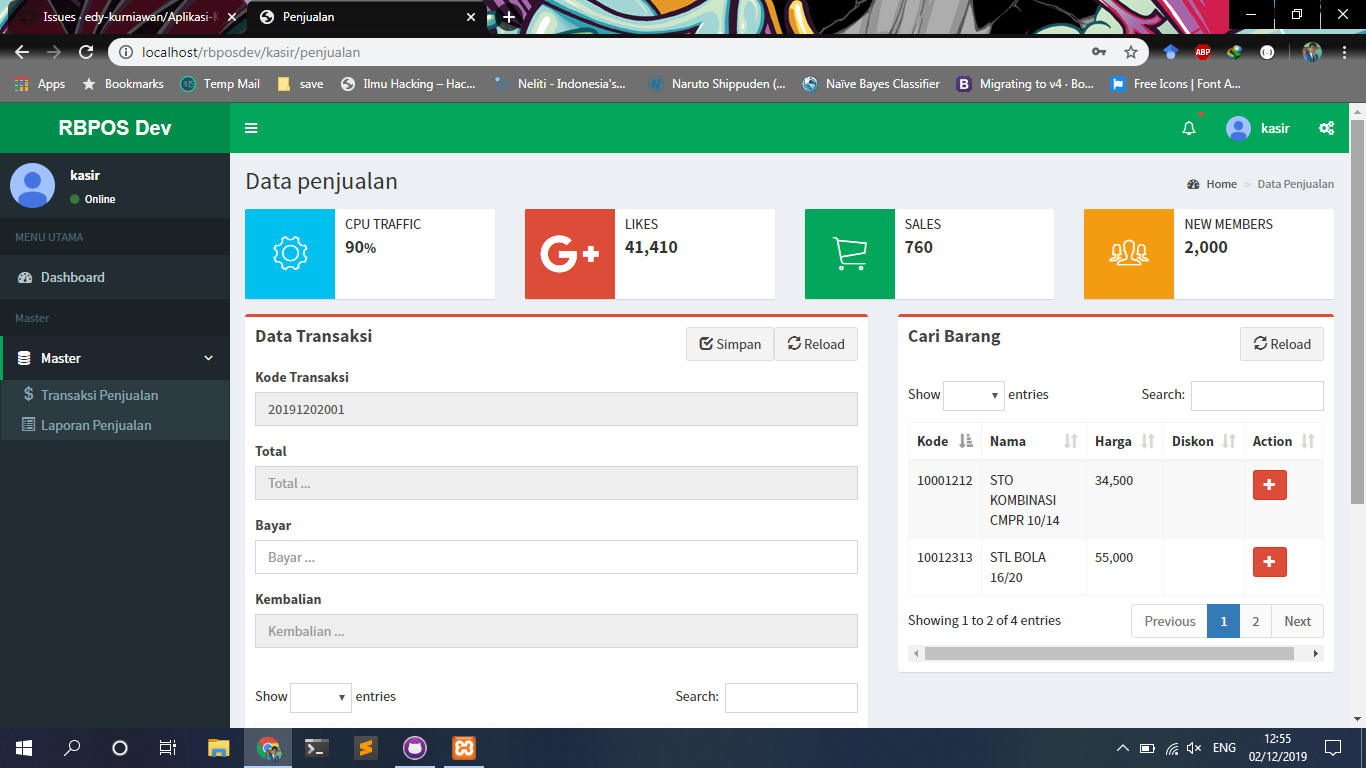 Issues · edy-kurniawan/Aplikasi-K
Penjualan
localhost/rbposdev/kasir/penjualan
ABP
Apps
Bookmarks
Temp Mail
save
Ilmu Hacking – Hac...
Neliti - Indonesia's...
Naruto Shippuden (...
Naïve Bayes Classifier
B
Migrating to v4 · Bo...
Free Icons | Font A...
RBPOS Dev
kasir
kasir
Online
MENU UTAMA
Dashboard
Master
Master
Transaksi Penjualan
Laporan Penjualan
Data penjualan
Home > Data Penjualan
CPU TRAFFIC
90%
G+
LIKES
41,410
SALES
760
NEW MEMBERS
2,000
Data Transaksi
Simpan
Reload
Kode Transaksi
20191202001
Total
Total ...
Bayar
Bayar ...
Kembalian
Kembalian ...
Show entries
Search:
Cari Barang
Reload
Show entries
Search:
Kode Nama Harga Diskon Action
10001212 STO KOMBINASI CMPR 10/14 34,500
10012313 STL BOLA 16/20 55,000
Showing 1 to 2 of 4 entries
Previous 1 2 Next
ENG
12:55
02/12/2019